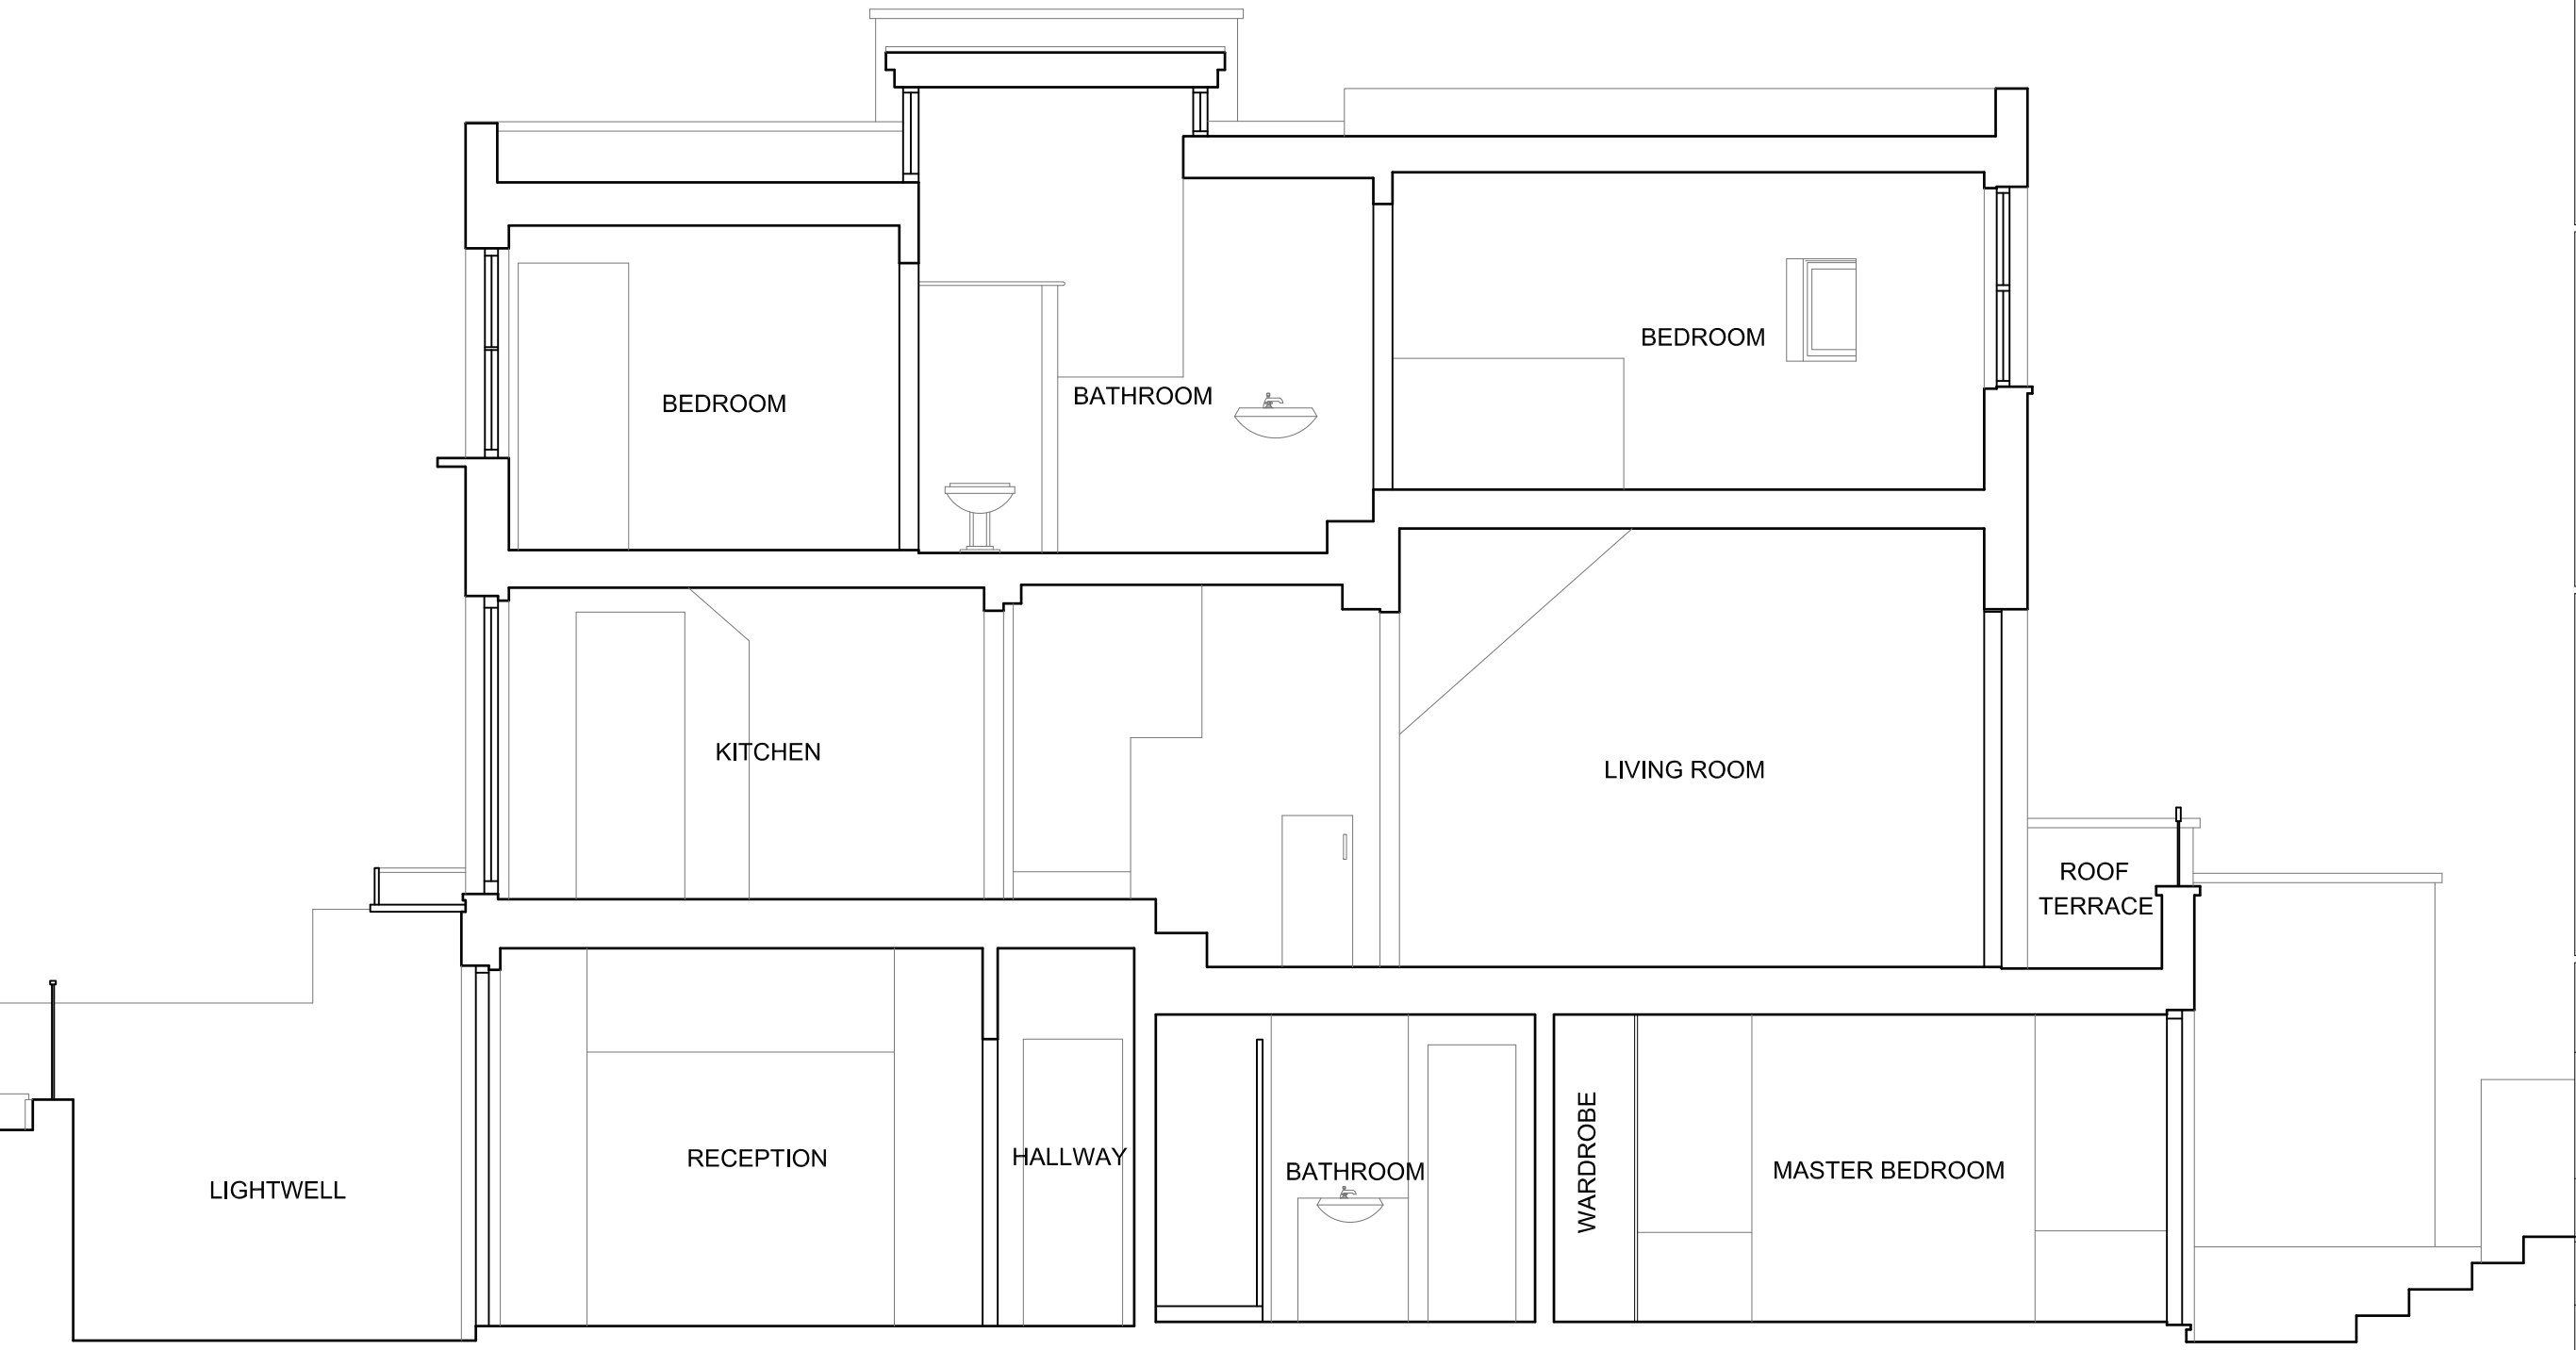 BEDROOM
BATHROOM
BEDROOM
KITCHEN
LIVING ROOM
ROOF
TERRACE
LIGHTWELL
RECEPTION
HALLWAY
BATHROOM
WARDROBE
MASTER BEDROOM